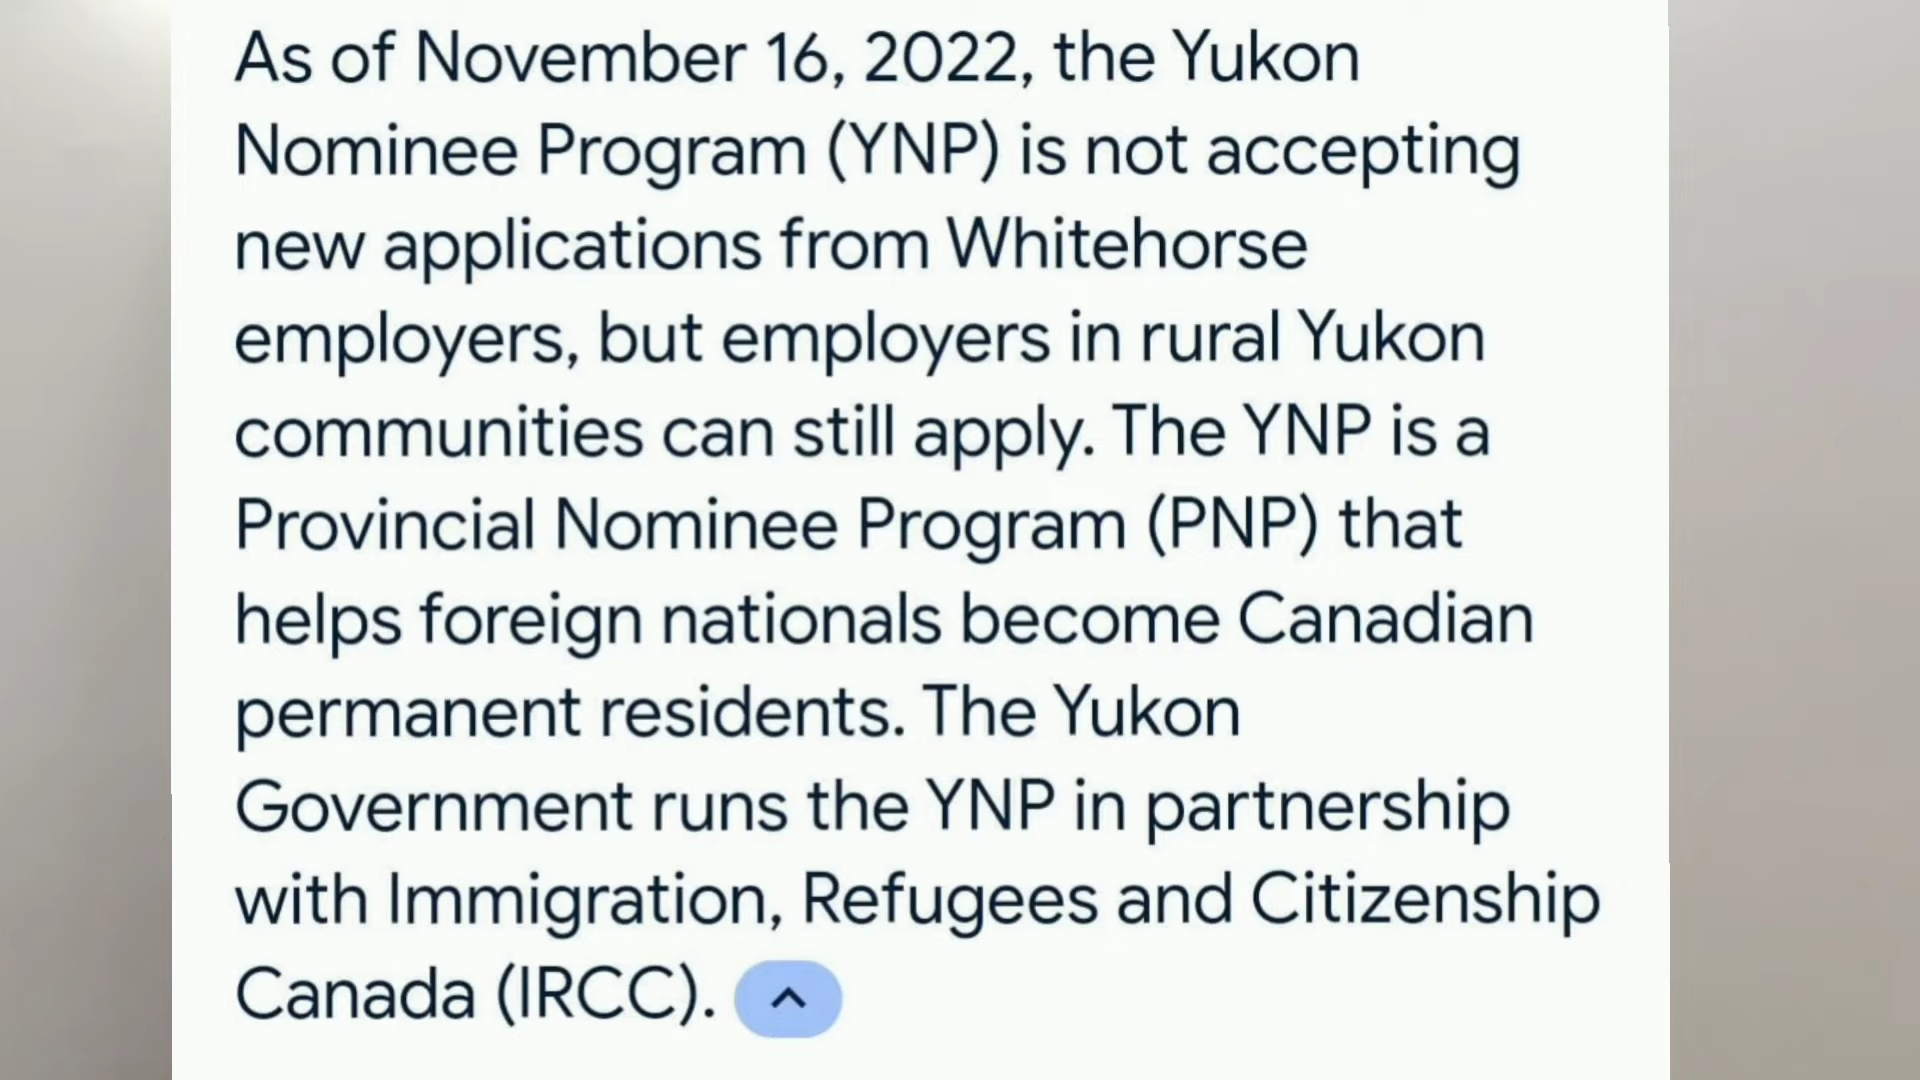 As of November 16, 2022, the Yukon
Nominee Program (YNP) is not accepting
new applications from Whitehorse
employers, but employers in rural Yukon
communities can still apply. The YNP is a
Provincial Nominee Program (PNP) that
helps foreign nationals become Canadian
permanent residents. The Yukon
Government runs the YNP in partnership
with Immigration, Refugees and Citizenship
Canada (IRCC).